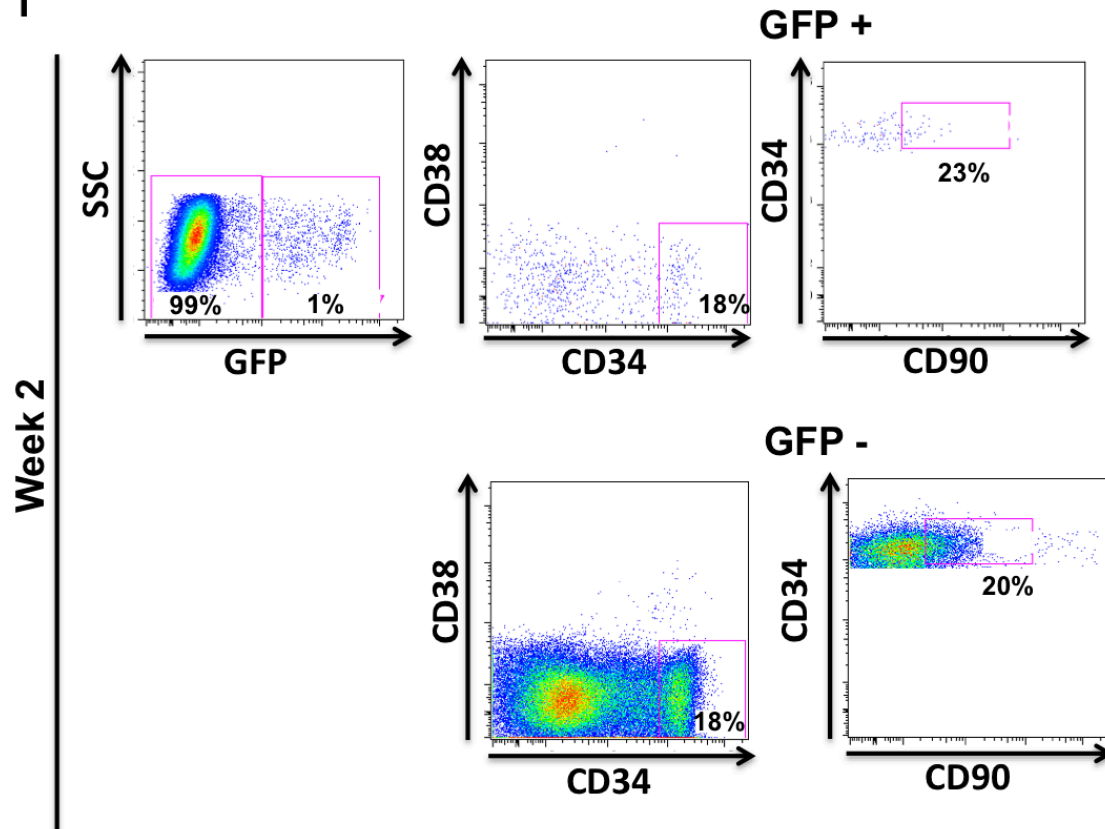 GFP +
Week 2
SSC
99%
1%
GFP
CD38
18%
CD34
CD34
23%
CD90
GFP -
CD38
18%
CD34
CD34
20%
CD90